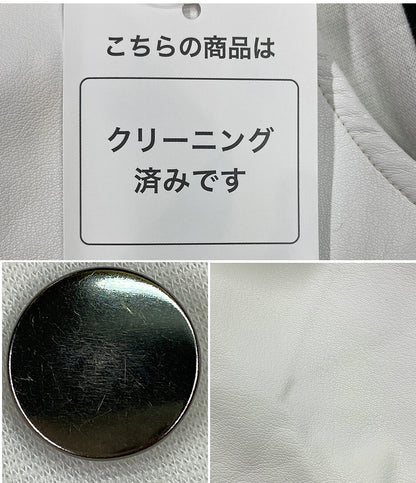 こちらの商品は
クリーニング
済みです